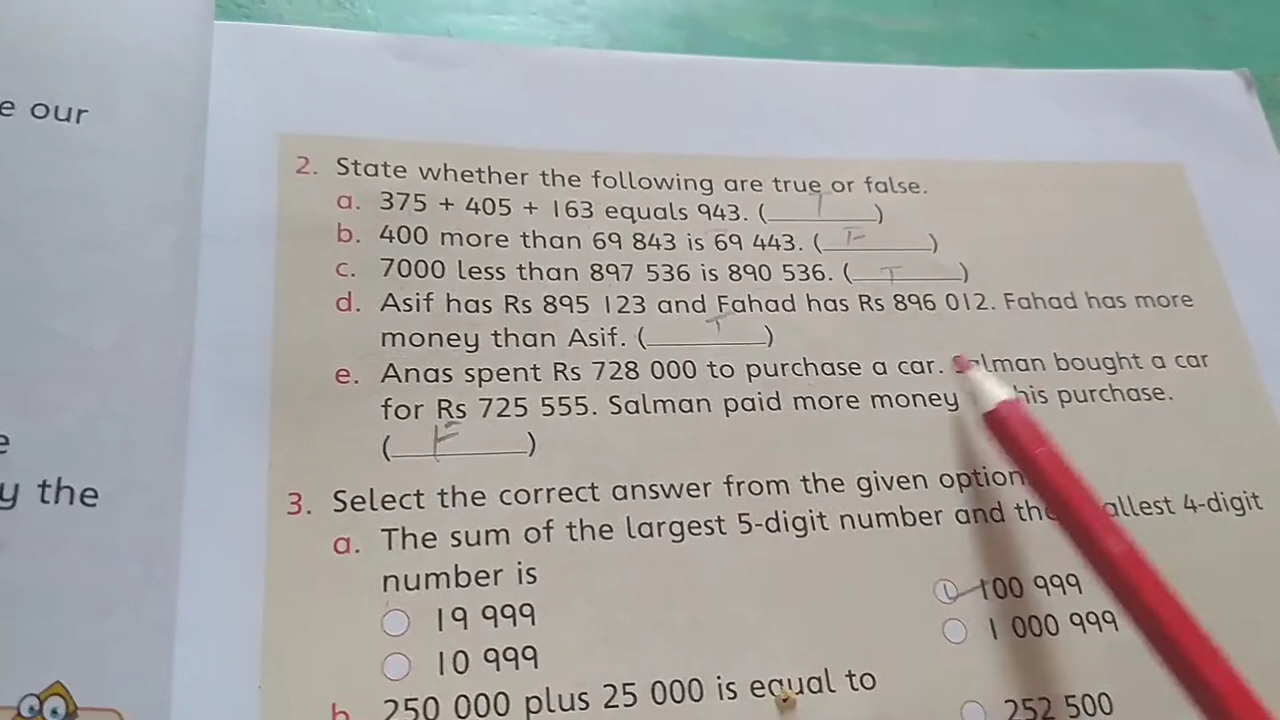 e our
2. State whether the following are true or false.
a. 375 + 405 + 163 equals 943. (T)
b. 400 more than 69 843 is 69 443. (F)
c. 7000 less than 897 536 is 890 536. (T)
d. Asif has Rs 895 123 and Fahad has Rs 896 012. Fahad has more
money than Asif. (T)
e. Anas spent Rs 728 000 to purchase a car. Salman bought a car
for Rs 725 555. Salman paid more money his purchase.
(F)
e
y the
3. Select the correct answer from the given option
a. The sum of the largest 5-digit number and the allest 4-digit
number is
19 999
100 999
10 999
1 000 999
b 250 000 plus 25 000 is equal to
252 500